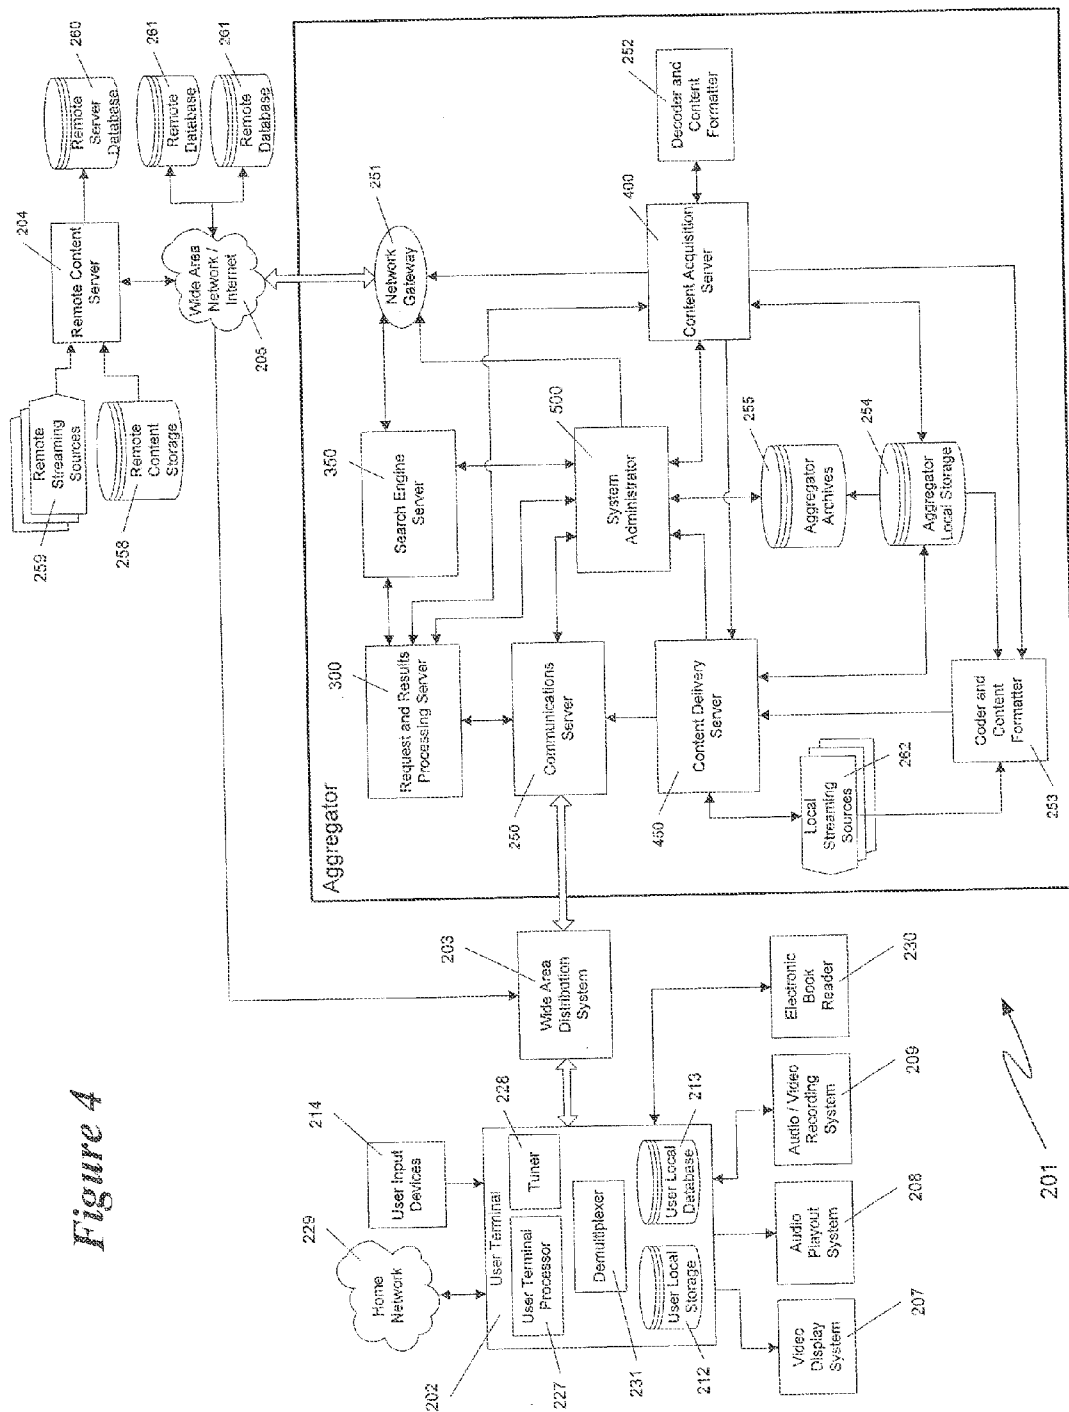 Figure 4
229
Home
Network
214
User Input
Devices
202
User Terminal
User Terminal
Processor
227
Tuner
228
Demultiplexer
231
User Local
Storage
212
User Local
Database
213
Video
Display
System
207
Audio
Playout
System
208
Audio / Video
Recording
System
209
Electronic
Book
Reader
230
201
Wide Area
Distribution
System
203
Remote
Streaming
Sources
259
Remote
Content
Storage
258
Remote Content
Server
204
Remote
Server
Database
260
Remote
Database
261
Remote
Database
261
Wide Area
Network /
Internet
205
Aggregator
Network
Gateway
251
Request and Results
Processing Server
300
Search Engine
Server
350
Communications
Server
250
System
Administrator
500
Content Delivery
Server
450
Content Acquisition
Server
400
Decoder and
Content
Formatter
252
Aggregator
Archives
255
Aggregator
Local Storage
254
Local
Streaming
Sources
262
Coder and
Content
Formatter
253